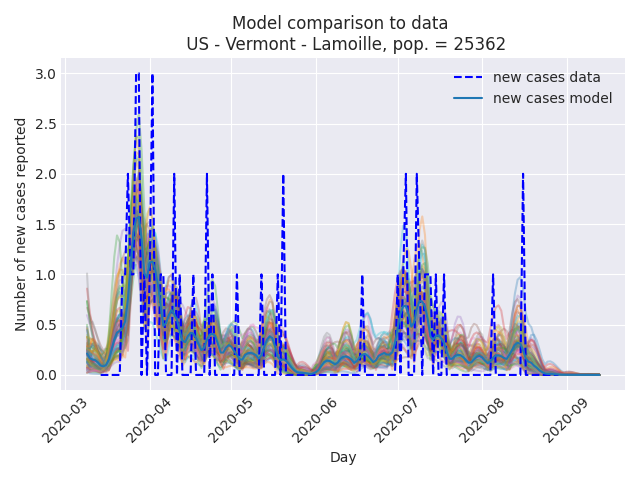 Model comparison to data
US - Vermont - Lamoille, pop. = 25362
new cases data
new cases model
Number of new cases reported
3.0
2.5
2.0
1.5
1.0
0.5
0.0
2020-03
2020-04
2020-05
2020-06
2020-07
2020-08
2020-09
Day